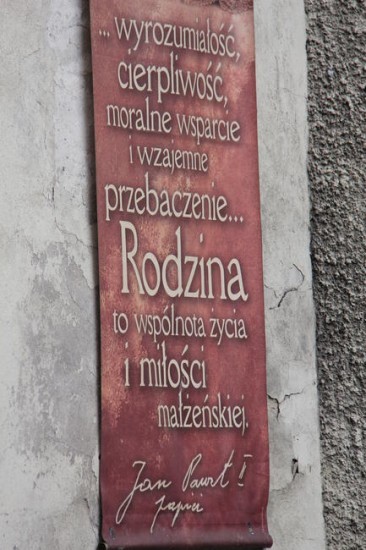 ... wyrozumiałość,
cierpliwość,
moralne wsparcie
i wzajemne
przebaczenie...
Rodzina
to wspólnota życia
i miłości
małżeńskiej.
Jan Paweł II
papież